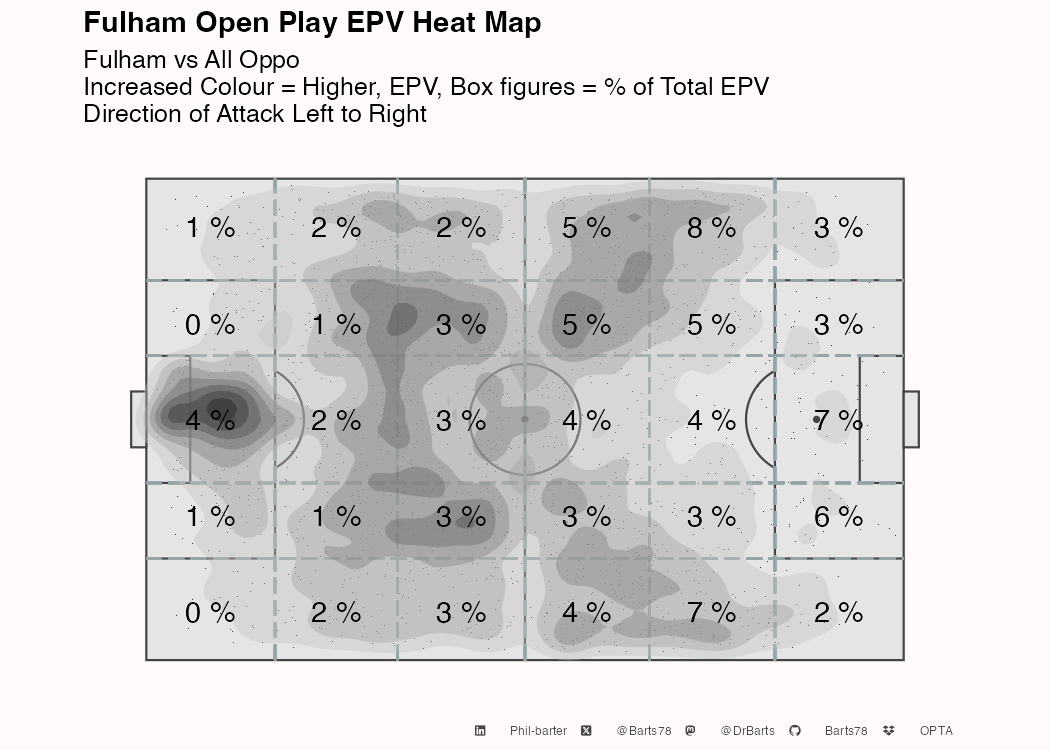 Fulham Open Play EPV Heat Map
Fulham vs All Oppo
Increased Colour = Higher, EPV, Box figures = % of Total EPV
Direction of Attack Left to Right
1 % 2 % 2 % 5 % 8 % 3 %
0 % 1 % 3 % 5 % 5 % 3 %
4 % 2 % 3 % 4 % 4 % 7 %
1 % 1 % 3 % 3 % 3 % 6 %
0 % 2 % 3 % 4 % 7 % 2 %
Phil-barter @Barts78 @DrBarts Barts78 OPTA